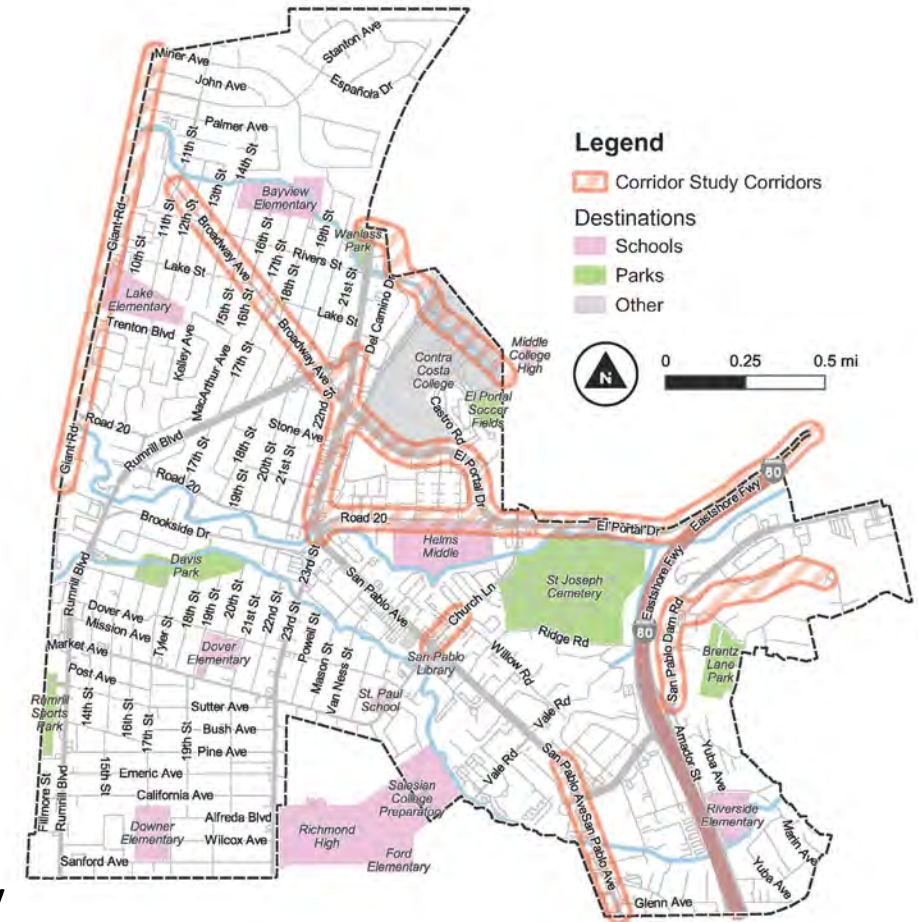 Miner Ave
Stanton Ave
Española Dr
John Ave
Palmer Ave
11th St
13th St
14th St
Bayview
Elementary
Legend
Corridor Study Corridors
Destinations
Schools
Parks
Other
N
0 0.25 0.5 mi
Giant Rd
10th St
11th St
12th St
Broadway Ave
16th St
17th St
18th St
Rivers St
19th St
Wanlass
Park
21st St
Lake St
Lake
Elementary
Trenton Blvd
Kelley Ave
15th St
16th St
MacArthur Ave
17th St
Broadway Ave
Lake St
Del Camino Dr
Contra
Costa
College
Middle
College
High
El Portal
Soccer
Fields
Castro Rd
22nd St
Stone Ave
Road 20
Giant Rd
Rumrill Blvd
17th St
18th St
19th St
20th St
21st St
Road 20
El Portal Dr
Road 20
El Portal Dr
Eastshore Fwy
80
Brookside Dr
Helms
Middle
Davis
Park
23rd St
San Pablo Ave
Church Ln
St Joseph
Cemetery
Eastshore Fwy
80
San Pablo Dam Rd
Rumrill Blvd
Dover Ave
Mission Ave
Market Ave
Post Ave
Tyler St
18th St
19th St
20th St
21st St
22nd St
23rd St
Powell St
Mason St
Van Ness St
Dover
Elementary
San Pablo
Library
Ridge Rd
Willow Rd
Brentz
Lane
Park
St. Paul
School
Rumrill
Sports
Park
14th St
16th St
17th St
19th St
Sutter Ave
Bush Ave
Pine Ave
Vale Rd
Vale Rd
San Pablo Ave
San Pablo Ave
Amador St
Yuba Ave
15th St
Emeric Ave
California Ave
Fillmore St
Rumrill Blvd
Downer
Elementary
Alfreda Blvd
Wilcox Ave
Sanford Ave
Richmond
High
Salesian
College
Preparatory
Ford
Elementary
Riverside
Elementary
Marin Ave
Yuba Ave
Glenn Ave